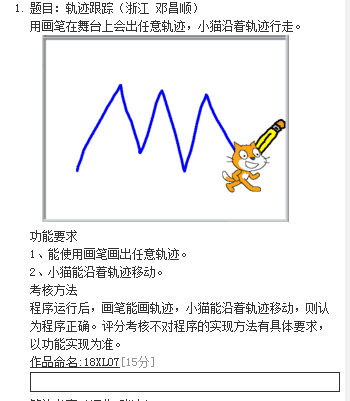 1. 题目：轨迹跟踪（浙江 邓昌顺）
用画笔在舞台上会出任意轨迹，小猫沿着轨迹行走。
功能要求
1、能使用画笔画出任意轨迹。
2、小猫能沿着轨迹移动。
考核方法
程序运行后，画笔能画轨迹，小猫能沿着轨迹移动，则认
为程序正确。评分考核不对程序的实现方法有具体要求，
以功能实现为准。
作品命名:18XL07[15分]